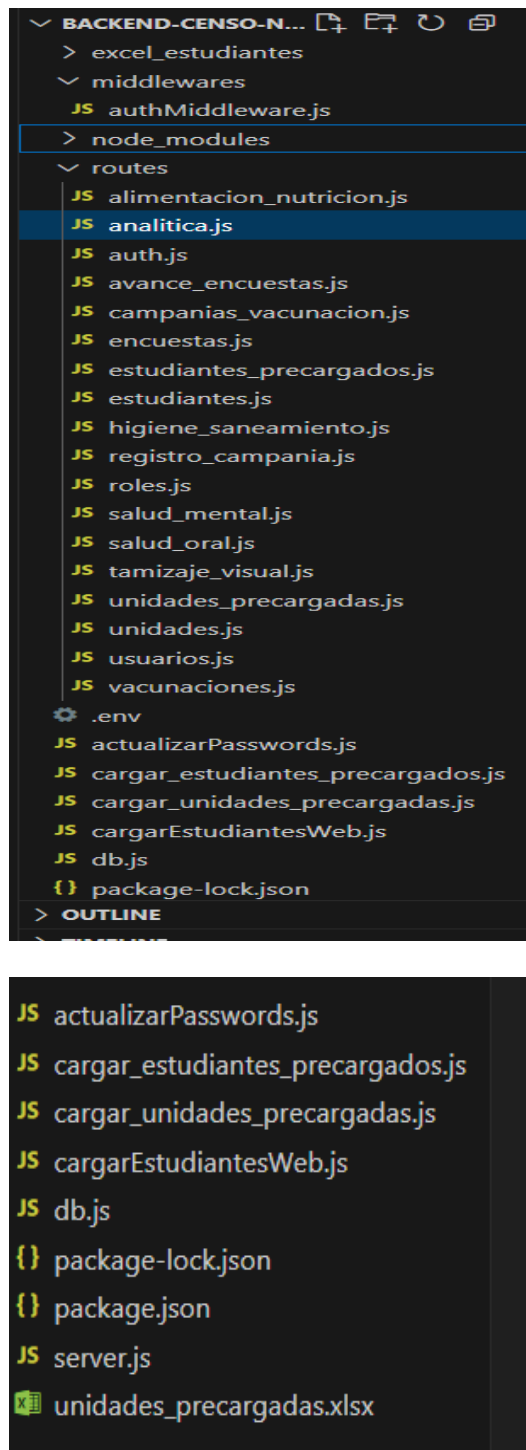 BACKEND-CENSO-N...
excel_estudiantes
middlewares
JS authMiddleware.js
node_modules
routes
JS alimentacion_nutricion.js
JS analitica.js
JS auth.js
JS avance_encuestas.js
JS campanias_vacunacion.js
JS encuestas.js
JS estudiantes_precargados.js
JS estudiantes.js
JS higiene_saneamiento.js
JS registro_campania.js
JS roles.js
JS salud_mental.js
JS salud_oral.js
JS tamizaje_visual.js
JS unidades_precargadas.js
JS unidades.js
JS usuarios.js
JS vacunaciones.js
.env
JS actualizarPasswords.js
JS cargar_estudiantes_precargados.js
JS cargar_unidades_precargadas.js
JS cargarEstudiantesWeb.js
JS db.js
{} package-lock.json
OUTLINE
JS actualizarPasswords.js
JS cargar_estudiantes_precargados.js
JS cargar_unidades_precargadas.js
JS cargarEstudiantesWeb.js
JS db.js
{} package-lock.json
{} package.json
JS server.js
unidades_precargadas.xlsx